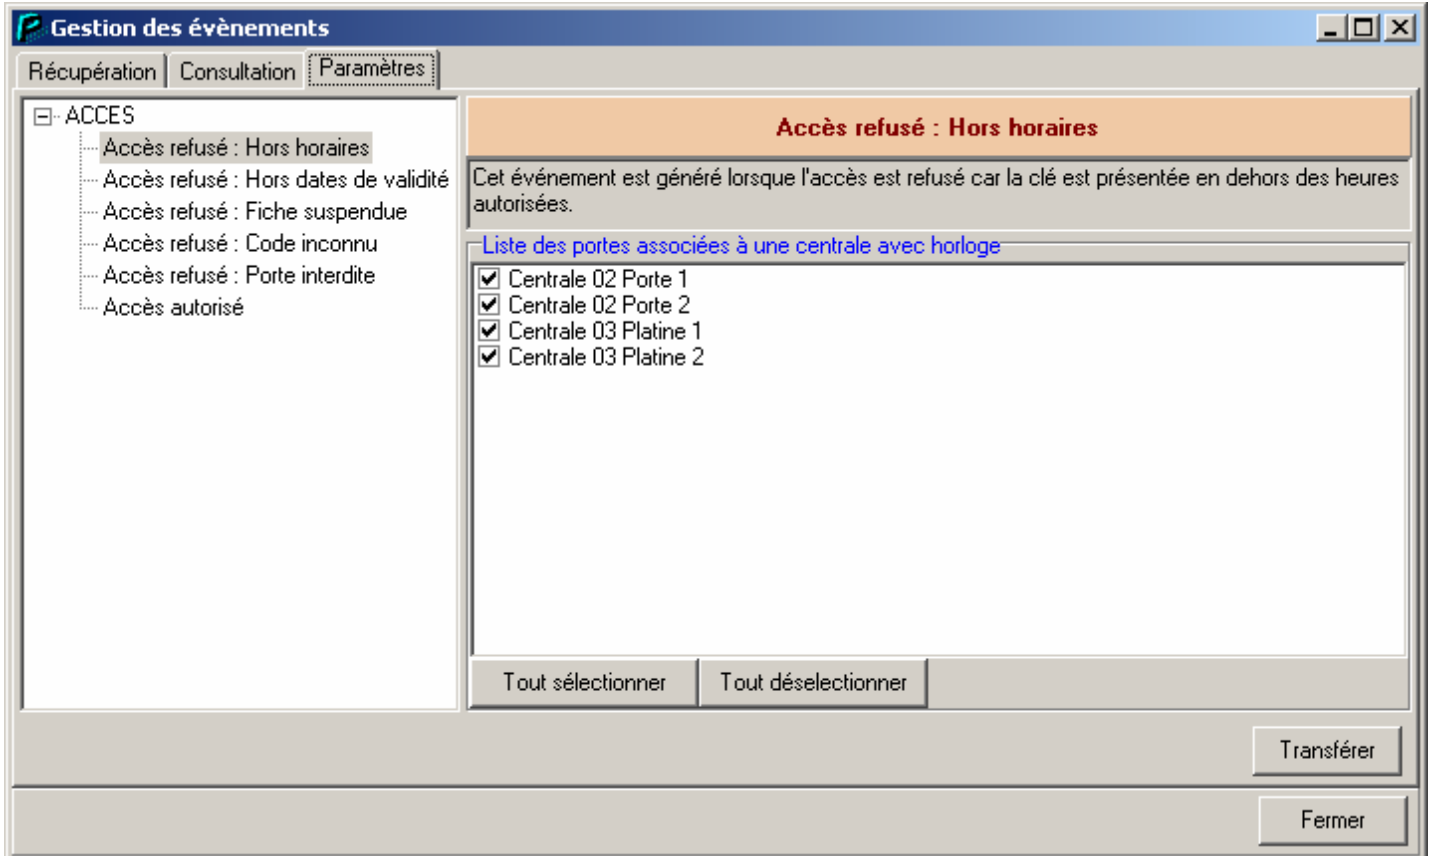 Gestion des évènements
Récupération
Consultation
Paramètres
ACCES
Accès refusé : Hors horaires
Accès refusé : Hors dates de validité
Accès refusé : Fiche suspendue
Accès refusé : Code inconnu
Accès refusé : Porte interdite
Accès autorisé
Accès refusé : Hors horaires
Cet événement est généré lorsque l'accès est refusé car la clé est présentée en dehors des heures
autorisées.
Liste des portes associées à une centrale avec horloge
Centrale 02 Porte 1
Centrale 02 Porte 2
Centrale 03 Platine 1
Centrale 03 Platine 2
Tout sélectionner
Tout déselectionner
Transférer
Fermer